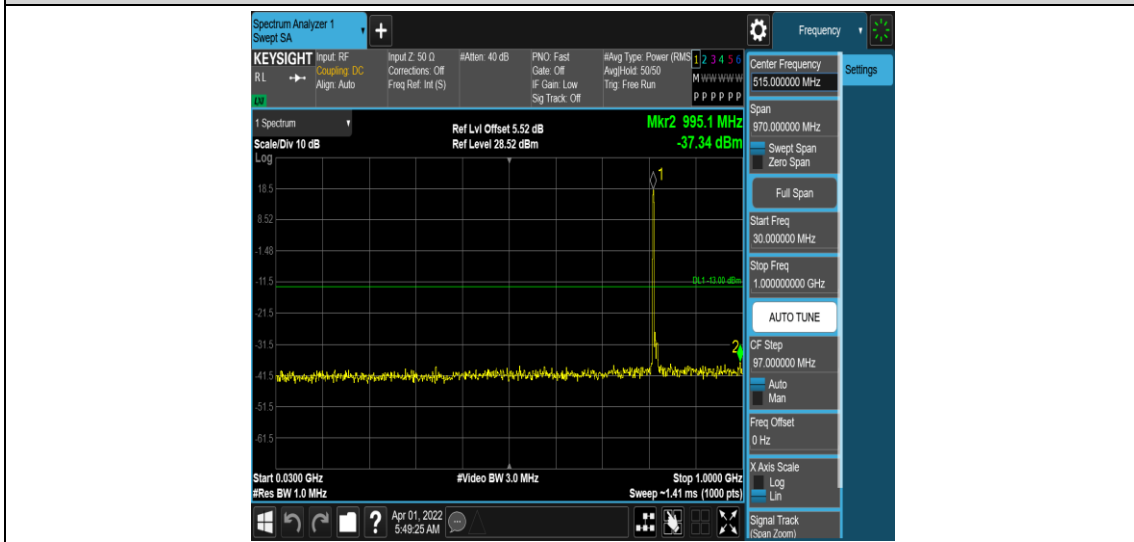 Spectrum Analyzer 1
Swept SA
+
Frequency
KEYSIGHT
RL
Input: RF
Coupling: DC
Align: Auto
Input Z: 50 Ω
Corrections: Off
Freq Ref: Int (S)
#Atten: 40 dB
PNO: Fast
Gate: Off
IF Gain: Low
Sig Track: Off
#Avg Type: Power (RMS
Avg|Hold: 50/50
Trig: Free Run
1 2 3 4 5 6
M W W W W W
P P P P P P
1 Spectrum
Scale/Div 10 dB
Ref Lvl Offset 5.52 dB
Ref Level 28.52 dBm
Mkr2 995.1 MHz
-37.34 dBm
Log
1
18.5
8.52
-1.48
-11.5
DL1 -13.00 dBm
-21.5
-31.5
2
-41.5
-51.5
-61.5
Start 0.0300 GHz
#Res BW 1.0 MHz
#Video BW 3.0 MHz
Stop 1.0000 GHz
Sweep ~1.41 ms (1000 pts)
?
Apr 01, 2022
5:49:25 AM
Center Frequency
515.000000 MHz
Settings
Span
970.000000 MHz
Swept Span
Zero Span
Full Span
Start Freq
30.000000 MHz
Stop Freq
1.000000000 GHz
AUTO TUNE
CF Step
97.000000 MHz
Auto
Man
Freq Offset
0 Hz
X Axis Scale
Log
Lin
Signal Track
(Span Zoom)